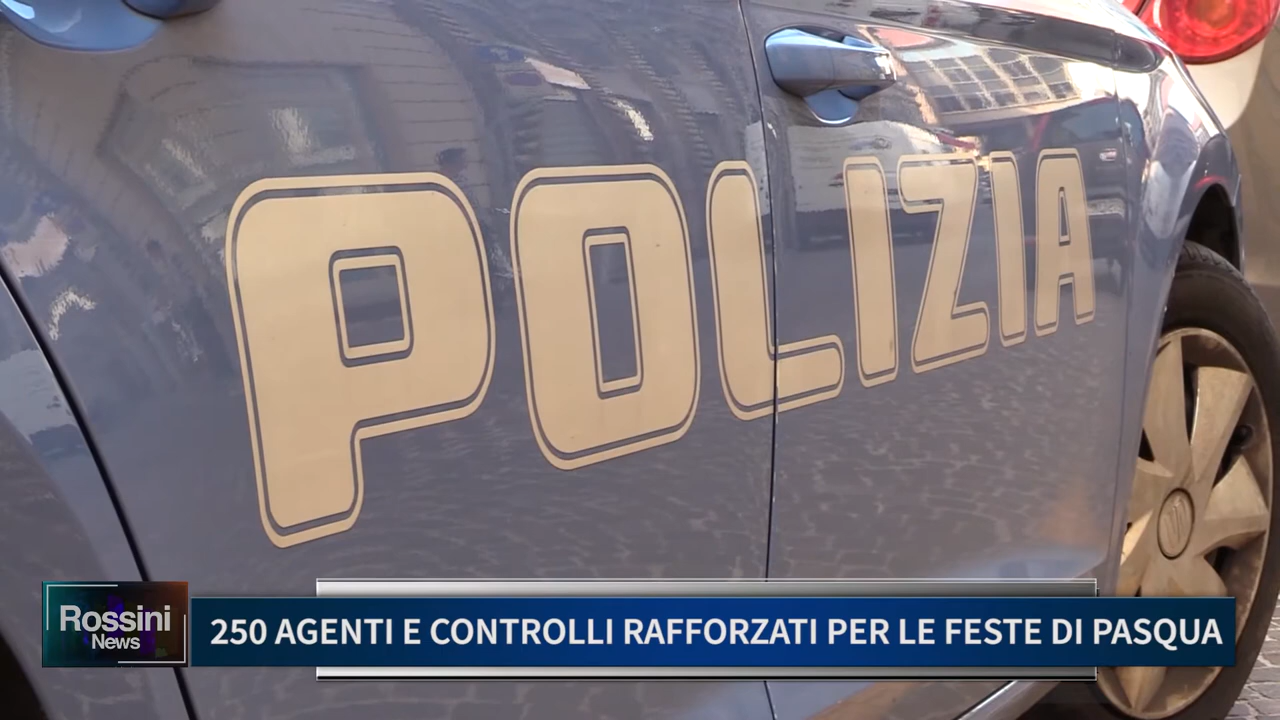 POLIZIA
Rossini
News
250 AGENTI E CONTROLLI RAFFORZATI PER LE FESTE DI PASQUA